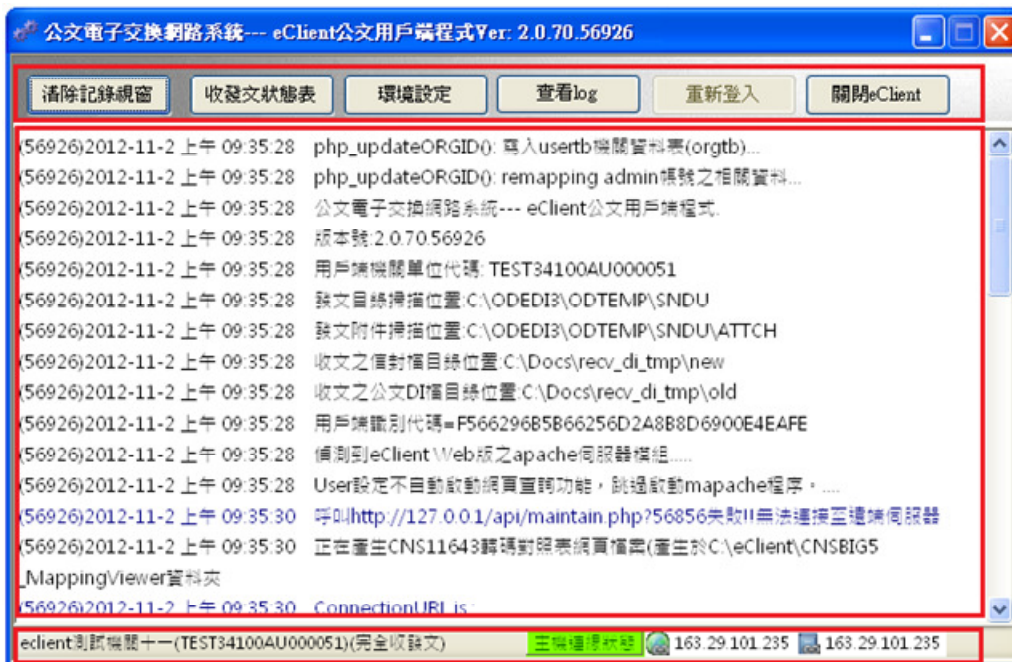 公文電子交換網路系統--- eClient公文用戶端程式Ver: 2.0.70.56926
清除記錄視窗 收發文狀態表 環境設定 查看log 重新登入 關閉eClient
(56926)2012-11-2 上午 09:35:28 php_updateORGID(): 寫入usertb機關資料表(orgtb)...
(56926)2012-11-2 上午 09:35:28 php_updateORGID(): remapping admin帳號之相關資料...
(56926)2012-11-2 上午 09:35:28 公文電子交換網路系統--- eClient公文用戶端程式.
(56926)2012-11-2 上午 09:35:28 版本號:2.0.70.56926
(56926)2012-11-2 上午 09:35:28 用戶端機關單位代碼: TEST34100AU000051
(56926)2012-11-2 上午 09:35:28 發文目錄掃描位置:C:\ODEDI3\ODTEMP\SNDU
(56926)2012-11-2 上午 09:35:28 發文附件掃描位置:C:\ODEDI3\ODTEMP\SNDU\ATTCH
(56926)2012-11-2 上午 09:35:28 收文之信封檔目錄位置:C:\Docs\recv_di_tmp\new
(56926)2012-11-2 上午 09:35:28 收文之公文DI檔目錄位置:C:\Docs\recv_di_tmp\old
(56926)2012-11-2 上午 09:35:28 用戶端識別代碼=F566296B5B66256D2A8B8D6900E4EAFE
(56926)2012-11-2 上午 09:35:28 偵測到eClient Web版之apache伺服器模組.....
(56926)2012-11-2 上午 09:35:28 User設定不自動啟動網頁查詢功能，跳過啟動mapache程序。....
(56926)2012-11-2 上午 09:35:30 呼叫http://127.0.0.1/api/maintain.php?56856失敗!!無法連接至遠端伺服器
(56926)2012-11-2 上午 09:35:30 正在產生CNS11643轉碼對照表網頁檔案(產生於C:\eClient\CNSBIG5
_MappingViewer資料夾
(56926)2012-11-2 上午 09:35:30 ConnectionURL is :
eclient測試機關十一(TEST34100AU000051)(完全收發文) 主機連線狀態 163.29.101.235 163.29.101.235